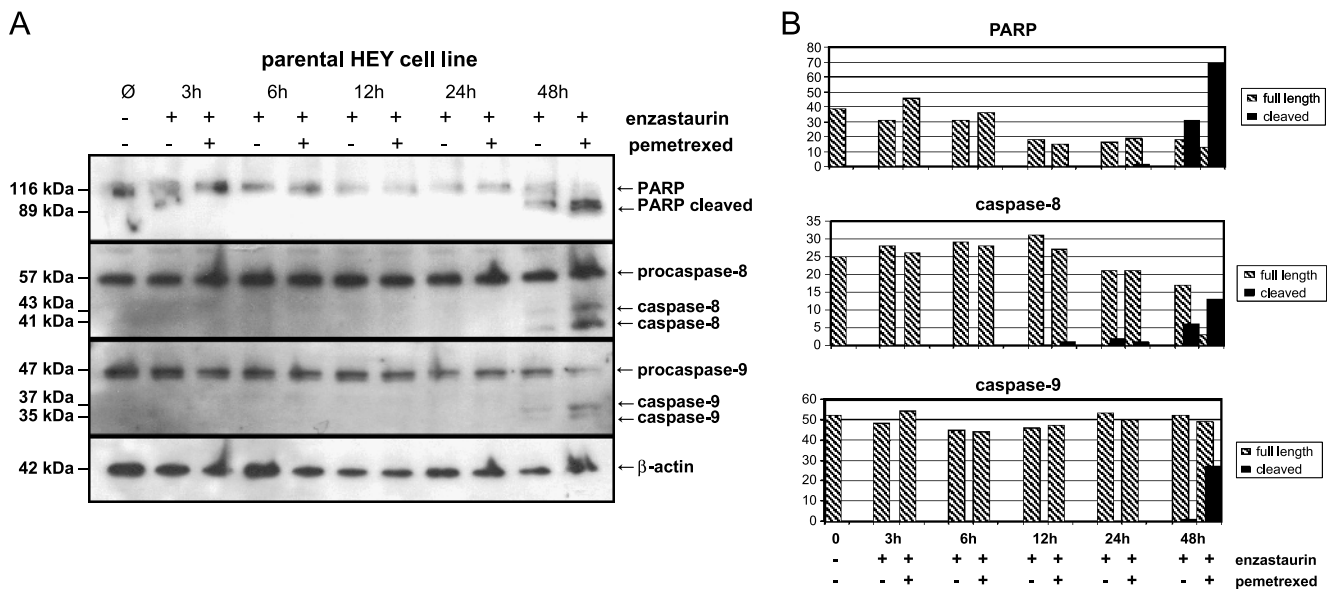 A
parental HEY cell line
Ø 3h 6h 12h 24h 48h
- + + + + + + + + + + enzastaurin
- - + - + - + - + - + pemetrexed
116 kDa ← PARP
89 kDa ← PARP cleaved
57 kDa ← procaspase-8
43 kDa ← caspase-8
41 kDa ← caspase-8
47 kDa ← procaspase-9
37 kDa ← caspase-9
35 kDa ← caspase-9
42 kDa ← β-actin
B
PARP
80
70
60
50
40
30
20
10
0
full length
cleaved
caspase-8
35
30
25
20
15
10
5
0
full length
cleaved
caspase-9
60
50
40
30
20
10
0
full length
cleaved
0 3h 6h 12h 24h 48h
- + + + + + + + + + + enzastaurin
- + + + + + pemetrexed